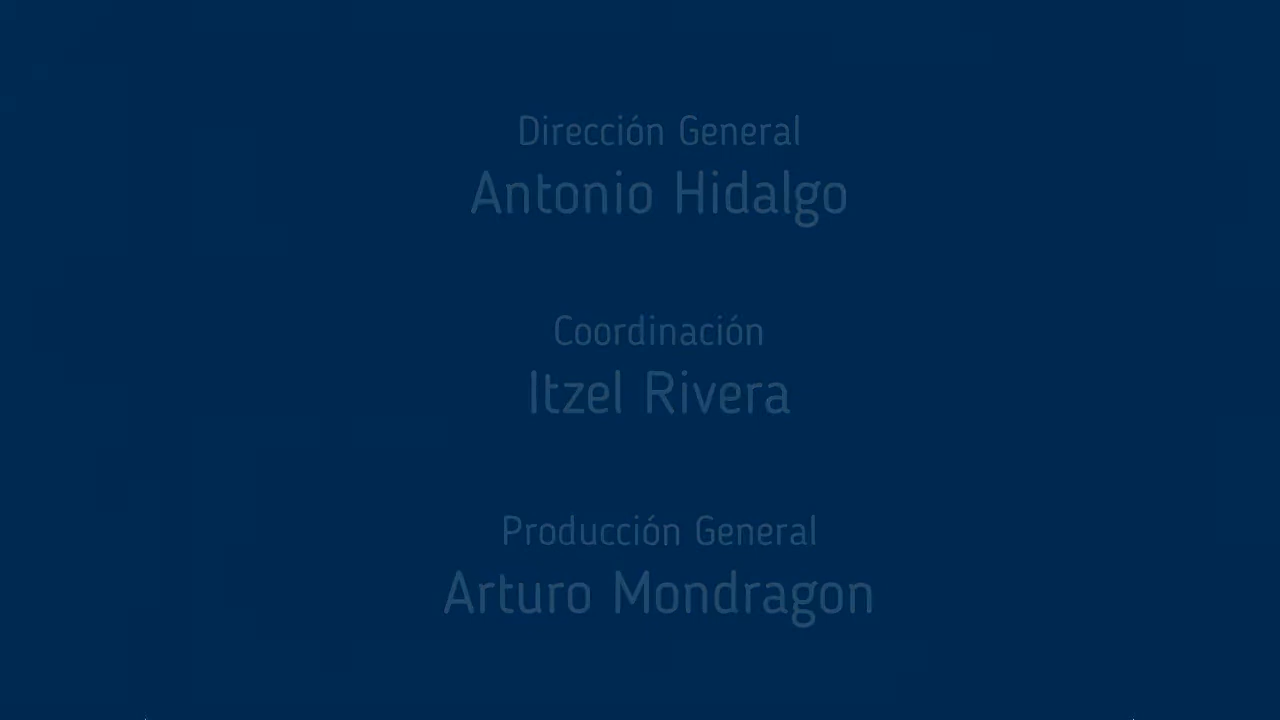 Dirección General
Antonio Hidalgo
Coordinación
Itzel Rivera
Producción General
Arturo Mondragon